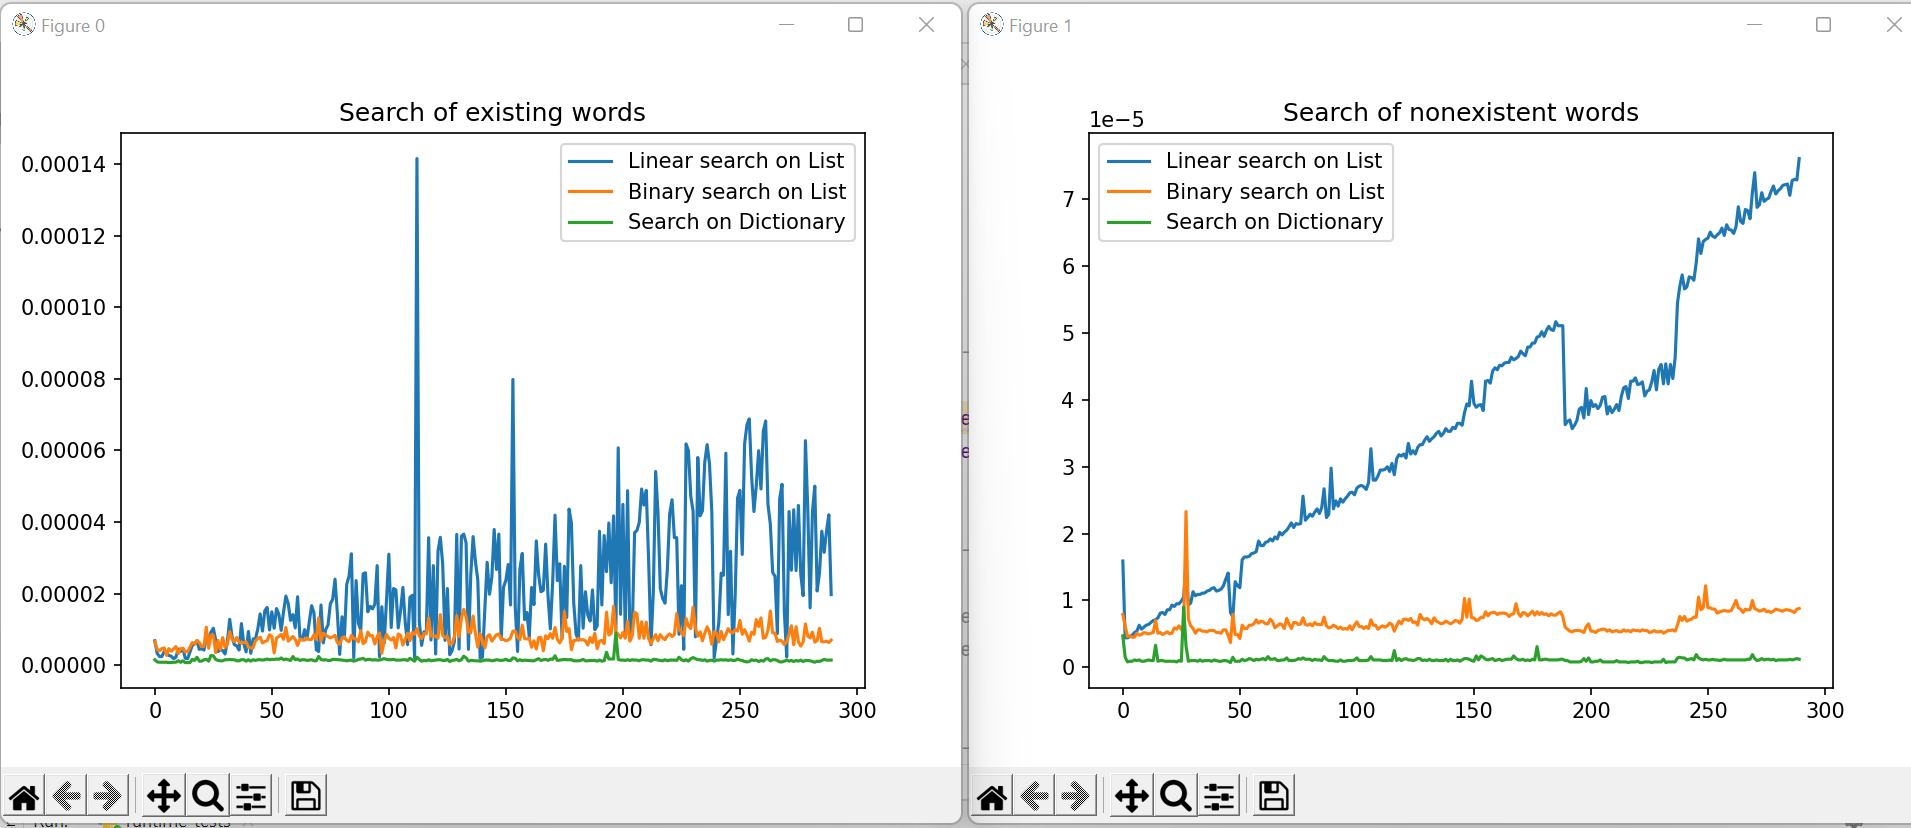 Figure 0
Search of existing words
Linear search on List
Binary search on List
Search on Dictionary
0.00014
0.00012
0.00010
0.00008
0.00006
0.00004
0.00002
0.00000
0 50 100 150 200 250 300
Figure 1
1e−5
Search of nonexistent words
Linear search on List
Binary search on List
Search on Dictionary
7
6
5
4
3
2
1
0
0 50 100 150 200 250 300
e
e
e
e